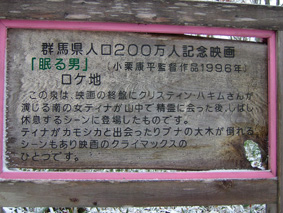 群馬県人口200万人記念映画
「眠る男」(小栗康平監督作品1996年)
ロケ地
この泉は、映画の終盤にクリスティン・ハキムさんが
演じる南の女ティアが山中で精霊に会った後、しばし
休息するシーンに登場したものです。
ティアがカモシカと出会ったりブナの大木が倒れる
シーンもあり映画のクライマックスの
ひとつです。